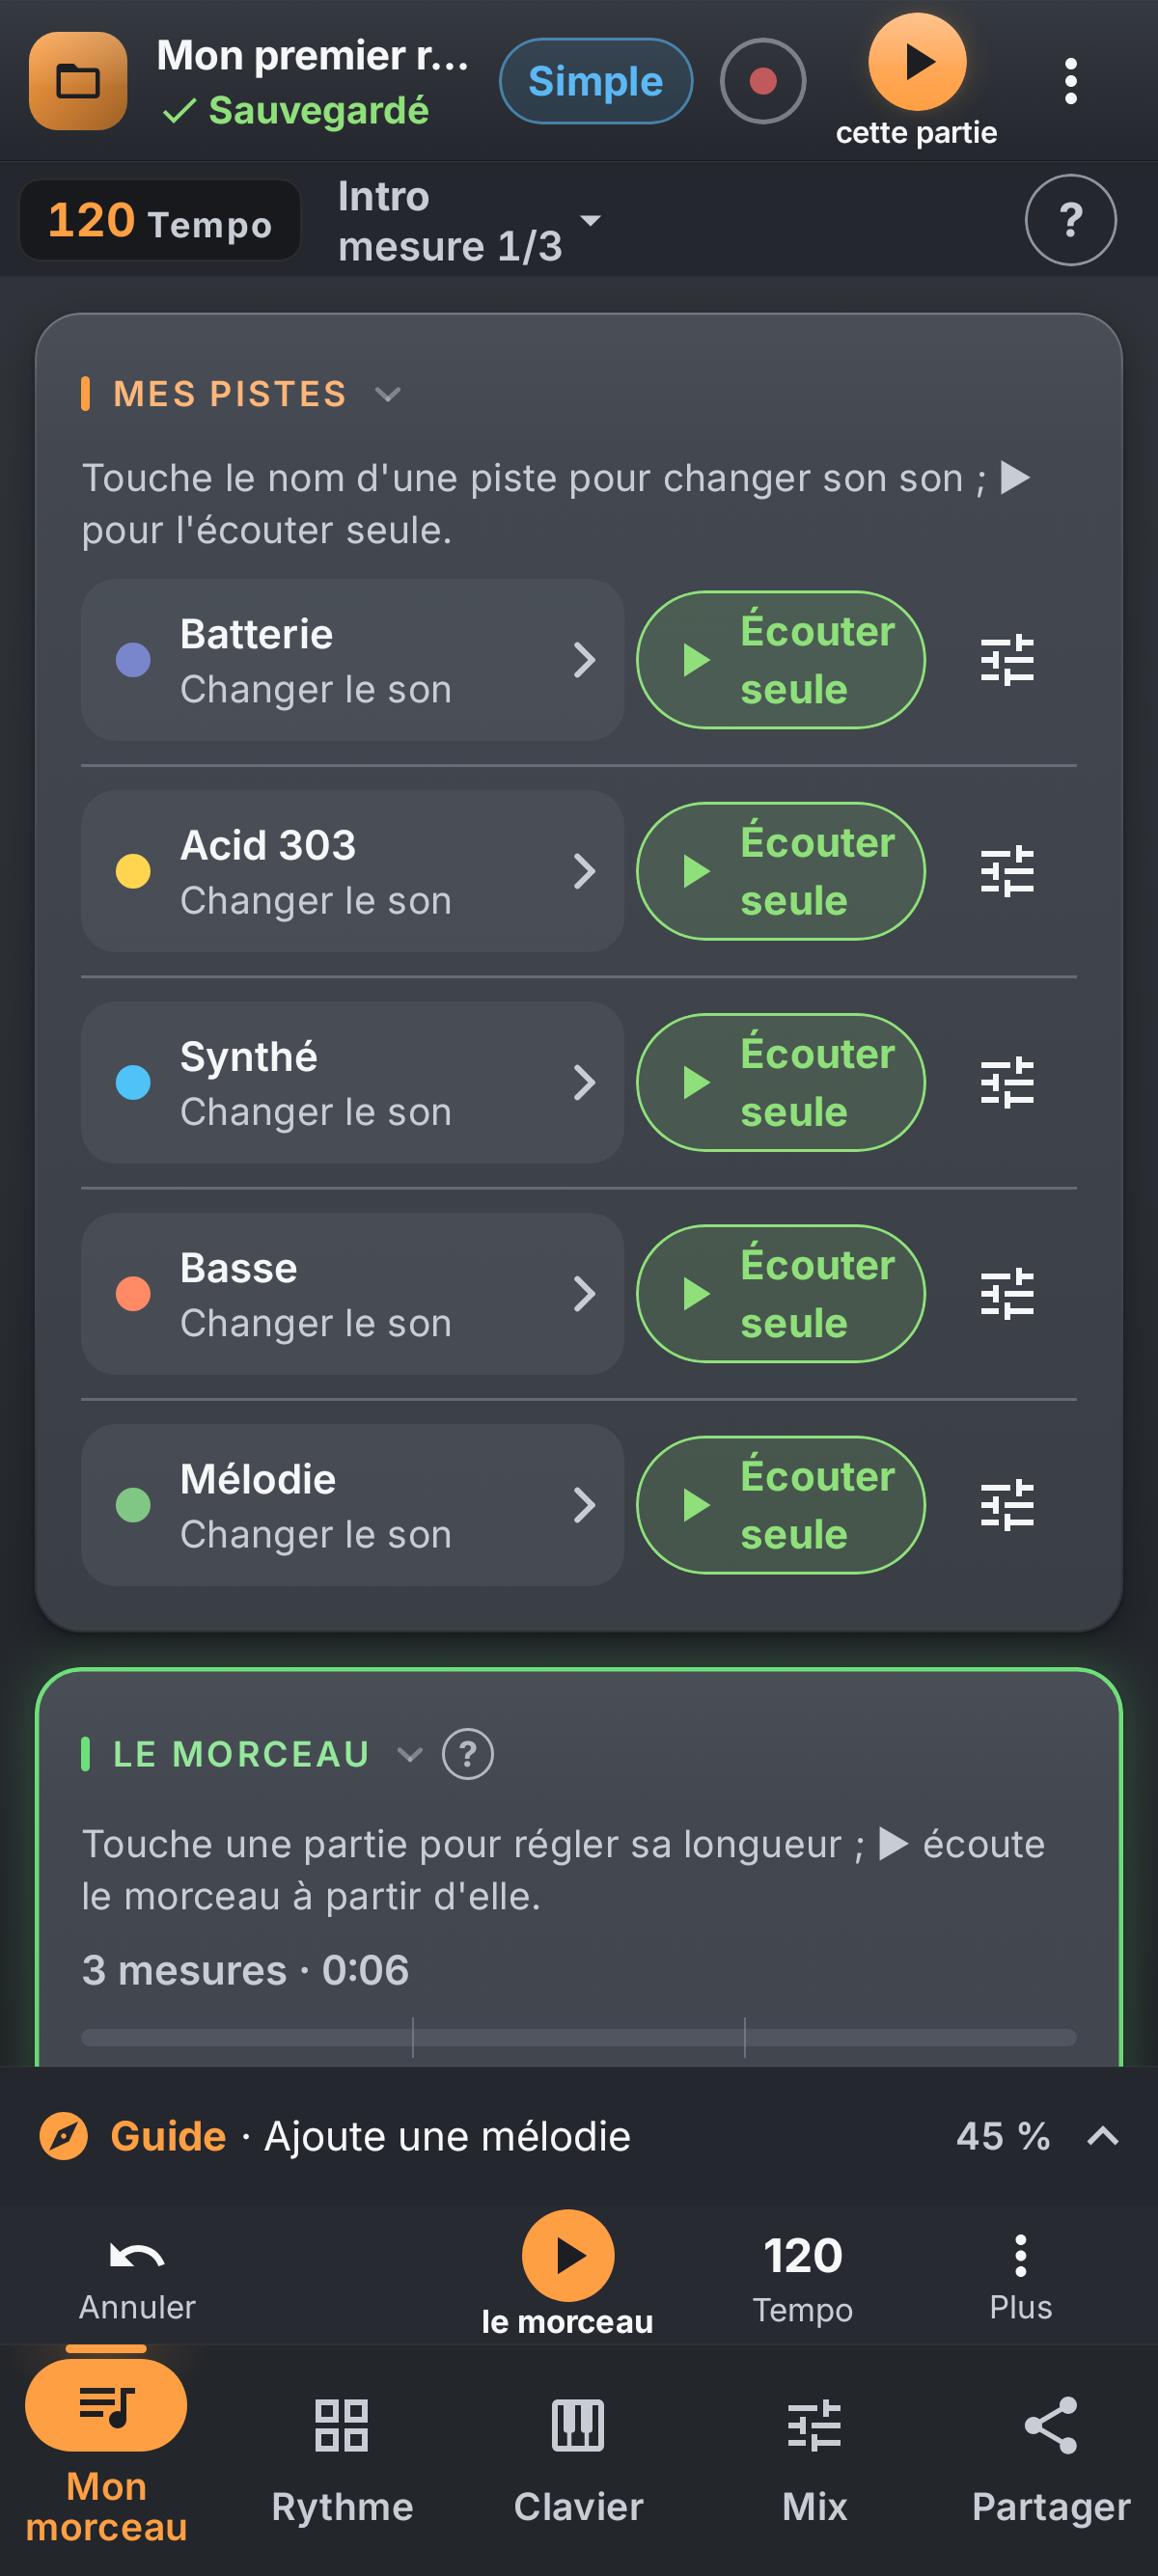 Mon premier r...
Sauvegardé
Simple
cette partie
120 Tempo
Intro
mesure 1/3
?
MES PISTES
Touche le nom d'une piste pour changer son son ; ▶
pour l'écouter seule.
Batterie
Changer le son
Écouter
seule
Acid 303
Changer le son
Écouter
seule
Synthé
Changer le son
Écouter
seule
Basse
Changer le son
Écouter
seule
Mélodie
Changer le son
Écouter
seule
LE MORCEAU
?
Touche une partie pour régler sa longueur ; ▶ écoute
le morceau à partir d'elle.
3 mesures · 0:06
Guide · Ajoute une mélodie
45 %
Annuler
le morceau
120
Tempo
Plus
Mon
morceau
Rythme
Clavier
Mix
Partager